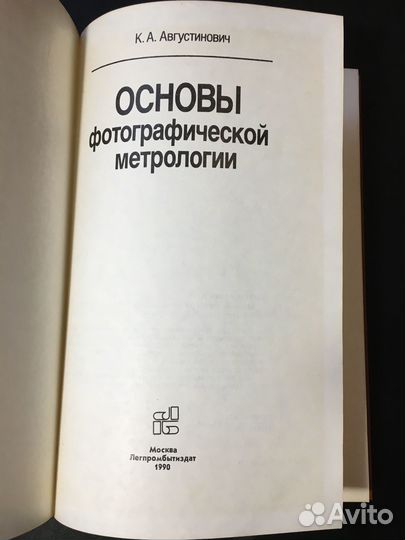 К. А. Августинович
ОСНОВЫ
фотографической
метрологии
Москва
Легпромбытиздат
1990
Avito